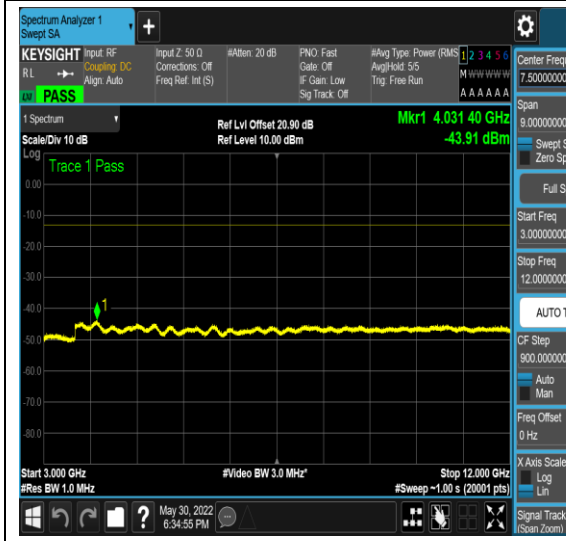 Spectrum Analyzer 1
Swept SA
KEYSIGHT
RL
PASS
Input: RF
Coupling: DC
Align: Auto
Input Z: 50 Ω
Corrections: Off
Freq Ref: Int (S)
#Atten: 20 dB
PNO: Fast
Gate: Off
IF Gain: Low
Sig Track: Off
#Avg Type: Power (RMS
Avg|Hold: 5/5
Trig: Free Run
1 2 3 4 5 6
M W W W W W
A A A A A A
1 Spectrum
Scale/Div 10 dB
Ref Lvl Offset 20.90 dB
Ref Level 10.00 dBm
Mkr1 4.031 40 GHz
-43.91 dBm
Log
Trace 1 Pass
0.00
-10.0
-20.0
-30.0
-40.0
-50.0
-60.0
-70.0
-80.0
1
Start 3.000 GHz
#Res BW 1.0 MHz
#Video BW 3.0 MHz*
Stop 12.000 GHz
#Sweep ~1.00 s (20001 pts)
?
May 30, 2022
6:34:55 PM
Center Frequ
7.50000000
Span
9.00000000
Swept S
Zero Sp
Full S
Start Freq
3.00000000
Stop Freq
12.0000000
AUTO T
CF Step
900.000000
Auto
Man
Freq Offset
0 Hz
X Axis Scale
Log
Lin
Signal Track
(Span Zoom)